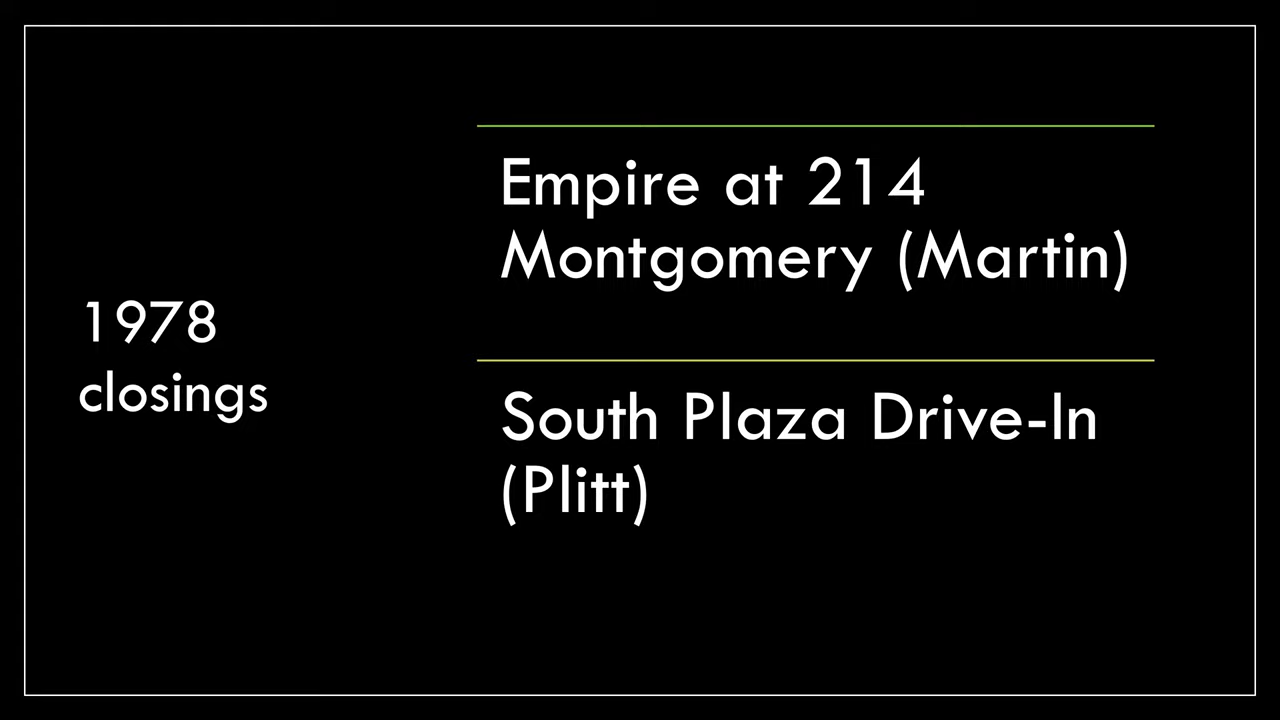 1978
closings
Empire at 214
Montgomery (Martin)
South Plaza Drive-In
(Plitt)